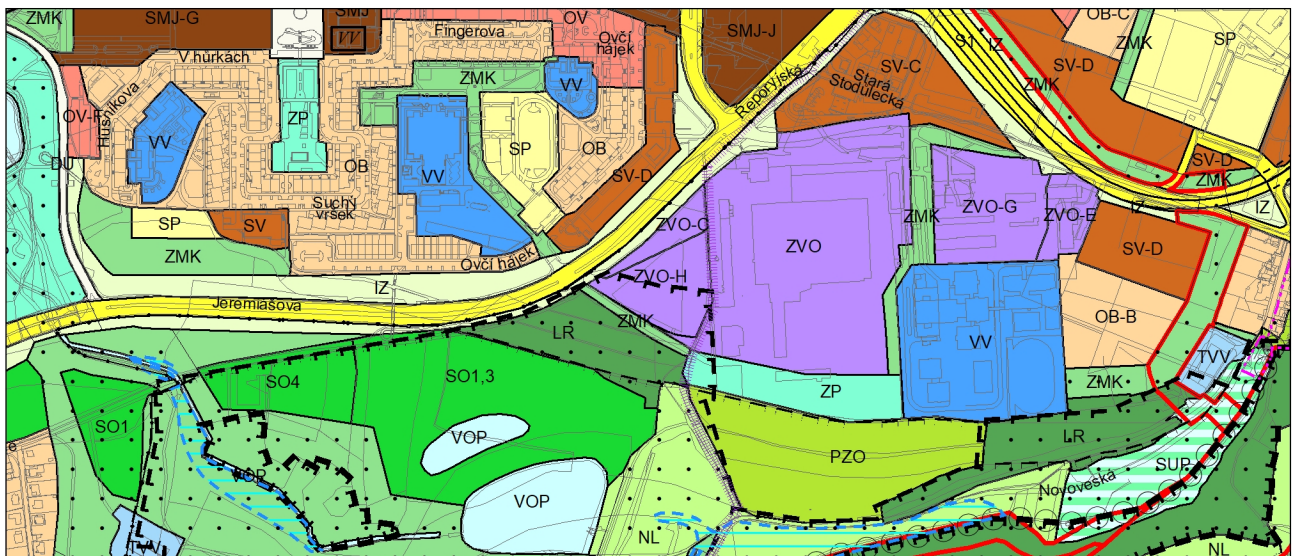 ZMK
SMJ-G
SMJ
VV
OV
Ovčí
hájek
Fingerova
V hůrkách
SMJ-J
Řeporyjská
S1
IZ
OB-C
ZMK
SP
SV-D
ZMK
SV-C
Stará
Stodůlecká
OV-F
Husníkova
VV
ZP
ZMK
VV
SP
OB
OB
VV
SV-D
DU
Suchý
vršek
SP
SV
ZMK
Ovčí hájek
IZ
Jeremiášova
ZVO-C
ZVO-H
ZVO
ZMK
ZVO-G
ZVO-E
SV-D
ZMK
IZ
IZ
SV-D
OB-B
VV
TVV
ZMK
LR
ZMK
ZP
SO4
SO1,3
SO1
VOP
VOP
PZO
LR
SUP
Novoveská
NL
NL
TVV